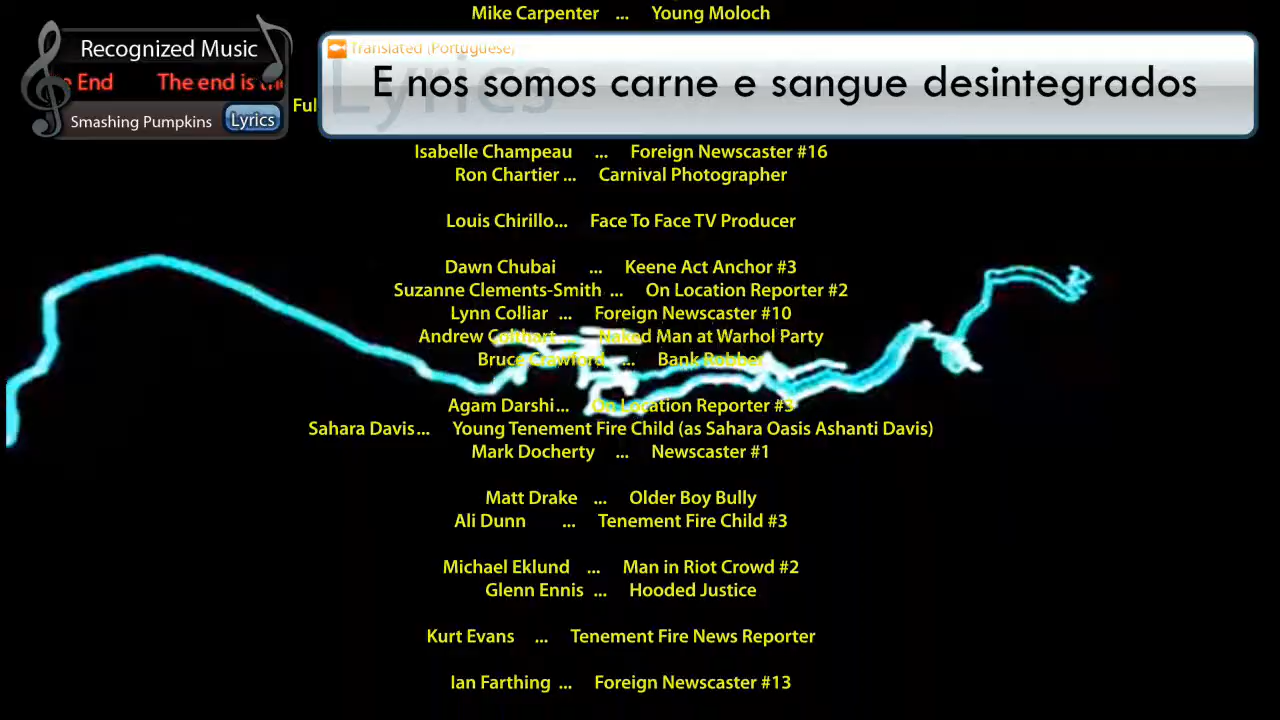 Mike Carpenter ... Young Moloch
Recognized Music
End The end is
Smashing Pumpkins
Lyrics
Translated (Portuguese)
Lyrics
E nos somos carne e sangue desintegrados
Isabelle Champeau ... Foreign Newscaster #16
Ron Chartier ... Carnival Photographer
Louis Chirillo... Face To Face TV Producer
Dawn Chubai ... Keene Act Anchor #3
Suzanne Clements-Smith ... On Location Reporter #2
Lynn Colliar ... Foreign Newscaster #10
Andrew ... Naked Man at Warhol Party
Bruce Crawford ... Bank Robber
Agam Darshi... On Location Reporter #3
Sahara Davis... Young Tenement Fire Child (as Sahara Oasis Ashanti Davis)
Mark Docherty ... Newscaster #1
Matt Drake ... Older Boy Bully
Ali Dunn ... Tenement Fire Child #3
Michael Eklund ... Man in Riot Crowd #2
Glenn Ennis ... Hooded Justice
Kurt Evans ... Tenement Fire News Reporter
Ian Farthing ... Foreign Newscaster #13